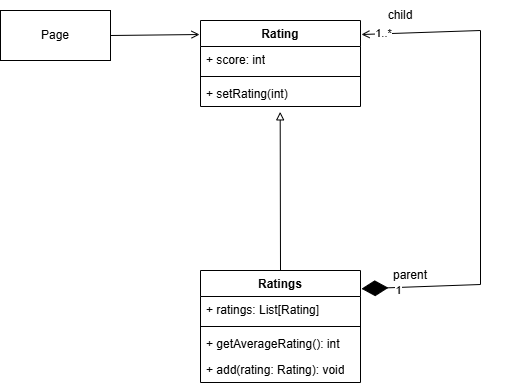 Page
Rating
+ score: int
+ setRating(int)
child
1..*
Ratings
+ ratings: List[Rating]
+ getAverageRating(): int
+ add(rating: Rating): void
parent
1